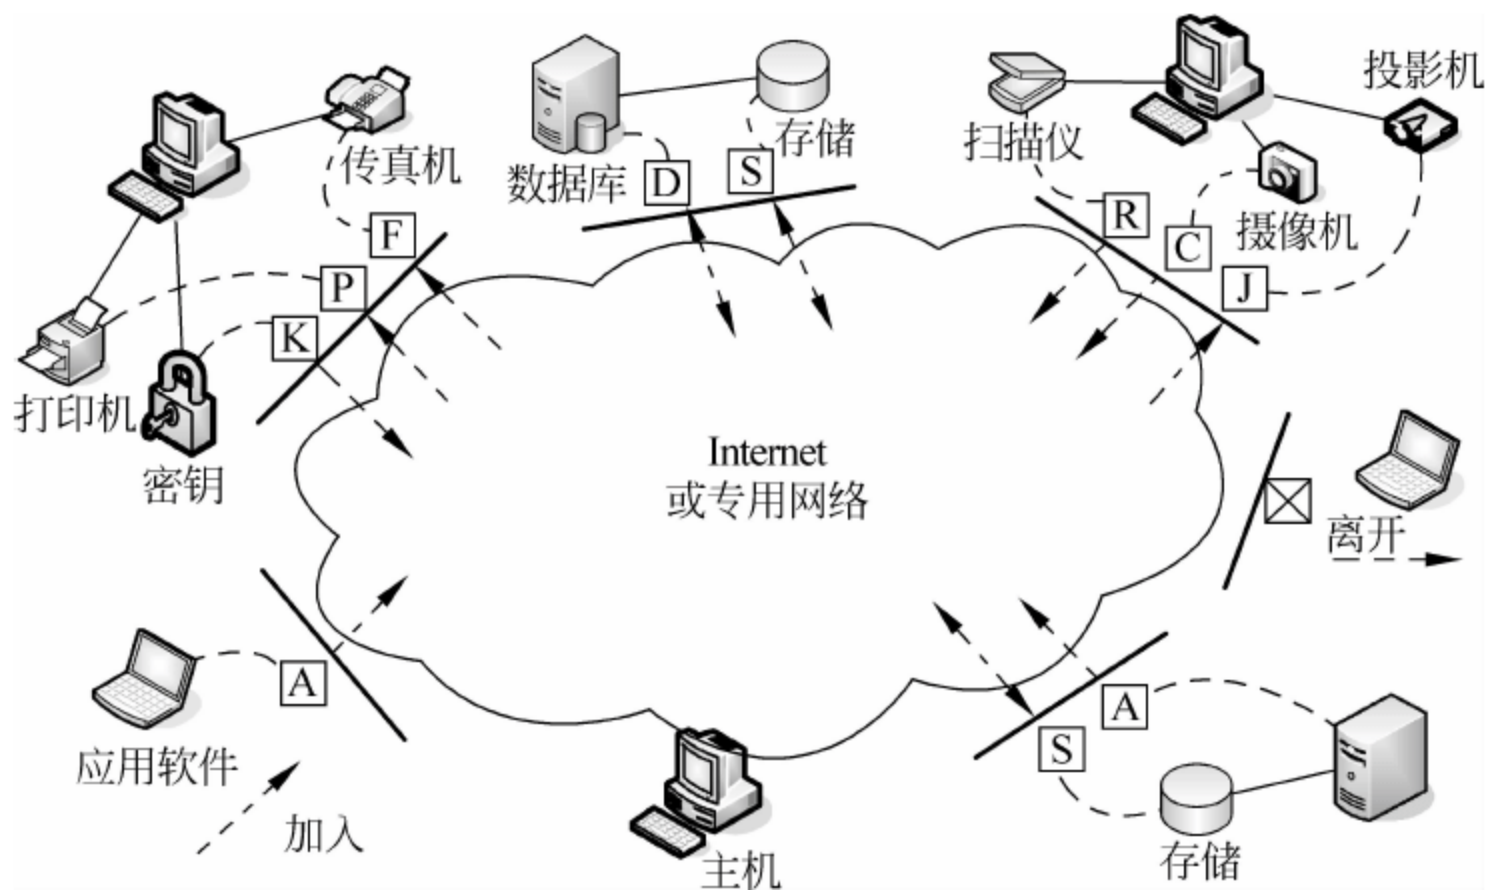 传真机
F
P
K
打印机
密钥
数据库
D
S
存储
扫描仪
R
C
摄像机
J
投影机
Internet
或专用网络
离开
A
应用软件
加入
主机
A
S
存储